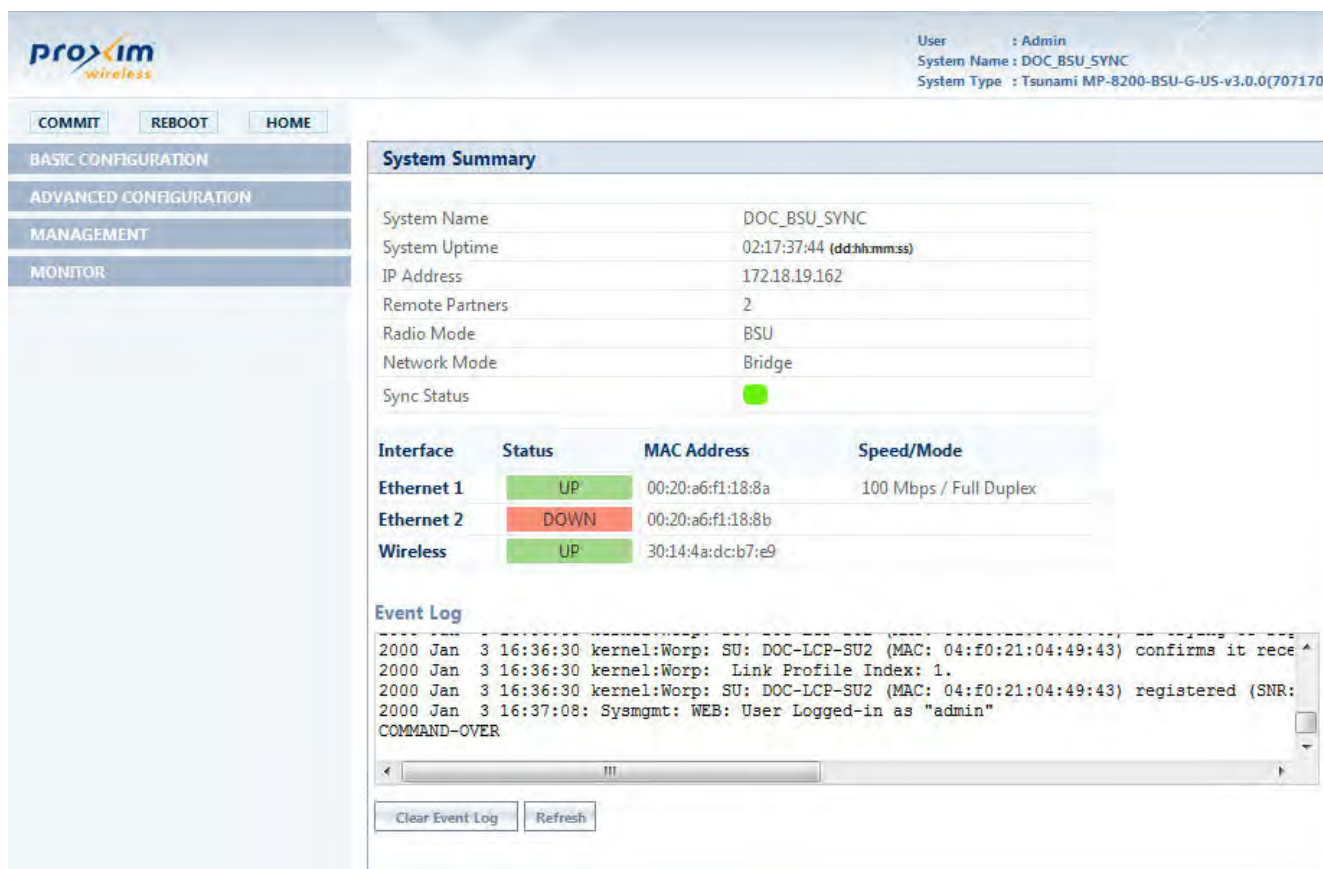 proxim
wireless
User : Admin
System Name : DOC_BSU_SYNC
System Type : Tsunami MP-8200-BSU-G-US-v3.0.0(707170
COMMIT REBOOT HOME
BASIC CONFIGURATION
ADVANCED CONFIGURATION
MANAGEMENT
MONITOR
System Summary
System Name DOC_BSU_SYNC
System Uptime 02:17:37:44 (dd:hh:mm:ss)
IP Address 172.18.19.162
Remote Partners 2
Radio Mode BSU
Network Mode Bridge
Sync Status
Interface Status MAC Address Speed/Mode
Ethernet 1 UP 00:20:a6:f1:18:8a 100 Mbps / Full Duplex
Ethernet 2 DOWN 00:20:a6:f1:18:8b
Wireless UP 30:14:4a:dc:b7:e9
Event Log
2000 Jan 3 16:36:30 kernel:Worp: SU: DOC-LCP-SU2 (MAC: 04:f0:21:04:49:43) confirms it rece
2000 Jan 3 16:36:30 kernel:Worp: Link Profile Index: 1.
2000 Jan 3 16:36:30 kernel:Worp: SU: DOC-LCP-SU2 (MAC: 04:f0:21:04:49:43) registered (SNR:
2000 Jan 3 16:37:08: Sysmgmt: WEB: User Logged-in as "admin"
COMMAND-OVER
Clear Event Log Refresh